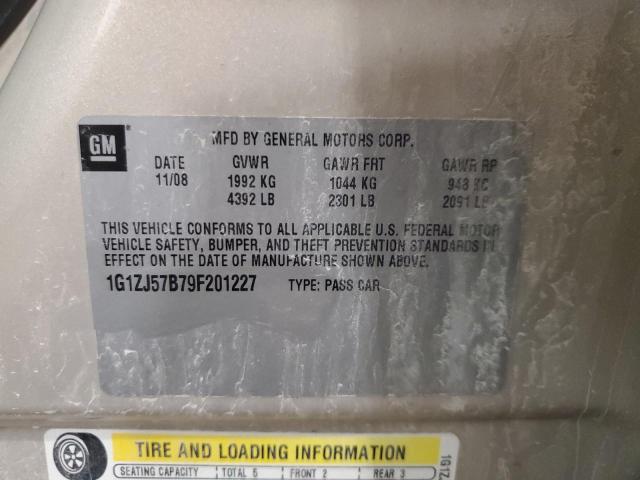 GM
MFD BY GENERAL MOTORS CORP.
DATE GVWR GAWR FRT GAWR RR
11/08 1992 KG 1044 KG 948 KG
4392 LB 2301 LB 2091 LB
THIS VEHICLE CONFORMS TO ALL APPLICABLE U.S. FEDERAL MOTOR
VEHICLE SAFETY, BUMPER, AND THEFT PREVENTION STANDARDS IN
EFFECT ON THE DATE OF MANUFACTURE SHOWN ABOVE.
1G1ZJ57B79F201227 TYPE: PASS CAR
TIRE AND LOADING INFORMATION
SEATING CAPACITY TOTAL 5 FRONT 2 REAR 3
1G1Z